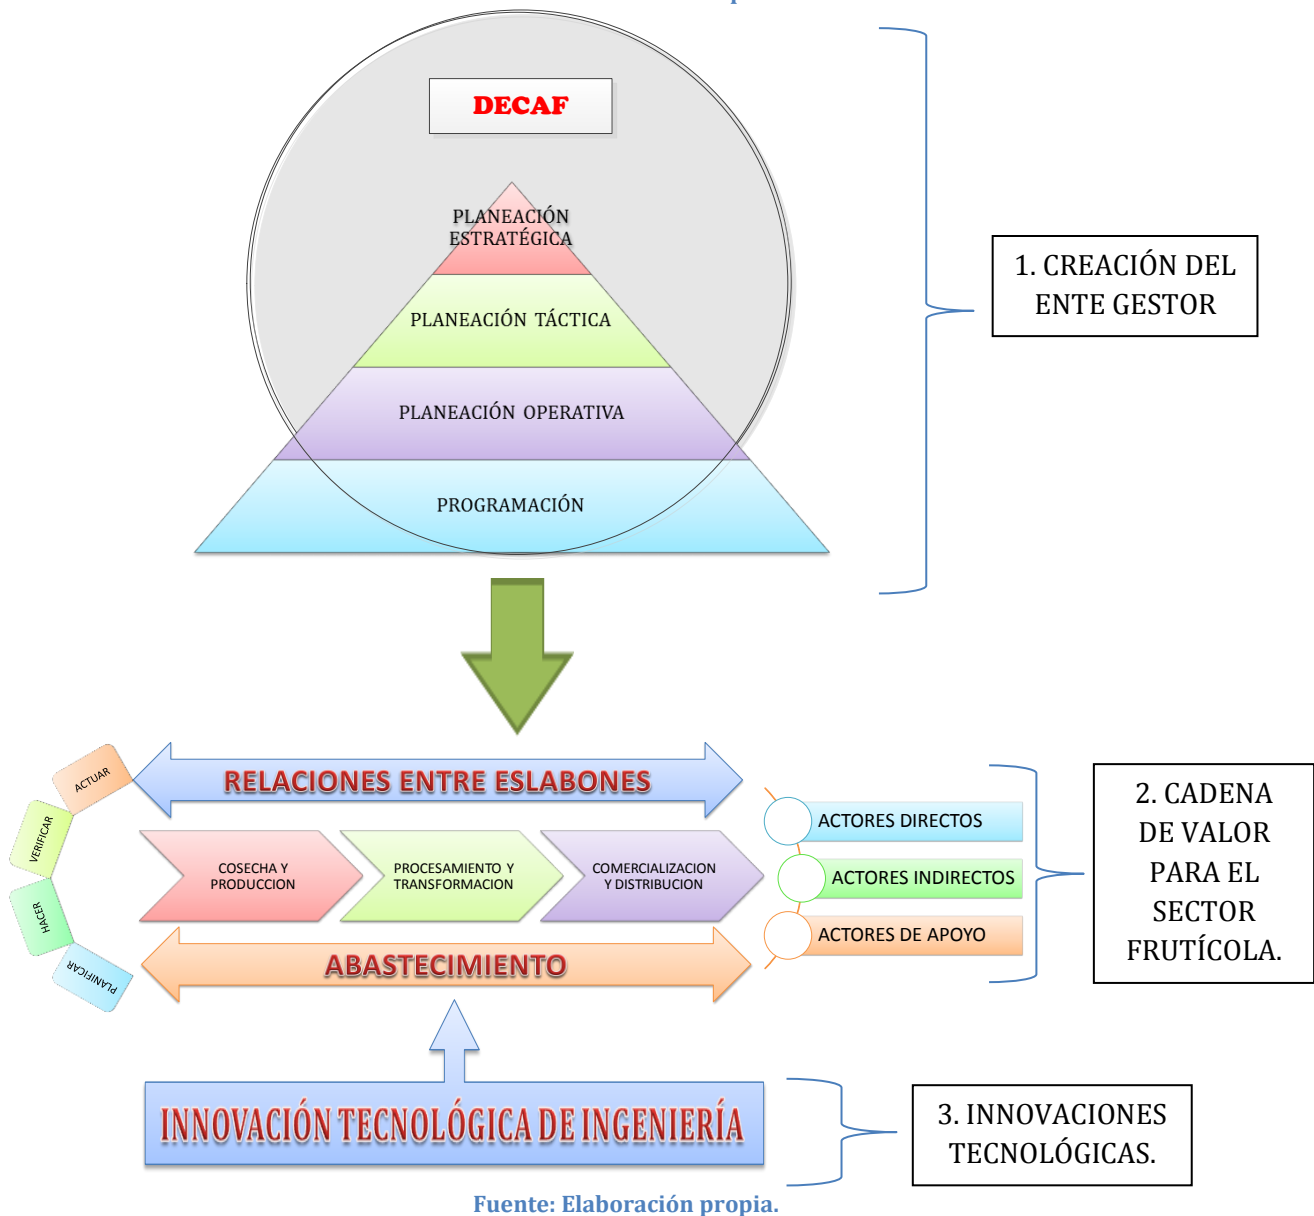 DECAF
PLANEACIÓN
ESTRATÉGICA
PLANEACIÓN TÁCTICA
PLANEACIÓN OPERATIVA
PROGRAMACIÓN
1. CREACIÓN DEL
ENTE GESTOR
ACTUAR
VERIFICAR
HACER
PLANIFICAR
RELACIONES ENTRE ESLABONES
COSECHA Y
PRODUCCION
PROCESAMIENTO Y
TRANSFORMACION
COMERCIALIZACION
Y DISTRIBUCION
ABASTECIMIENTO
ACTORES DIRECTOS
ACTORES INDIRECTOS
ACTORES DE APOYO
2. CADENA
DE VALOR
PARA EL
SECTOR
FRUTÍCOLA.
INNOVACIÓN TECNOLÓGICA DE INGENIERÍA
3. INNOVACIONES
TECNOLÓGICAS.
Fuente: Elaboración propia.